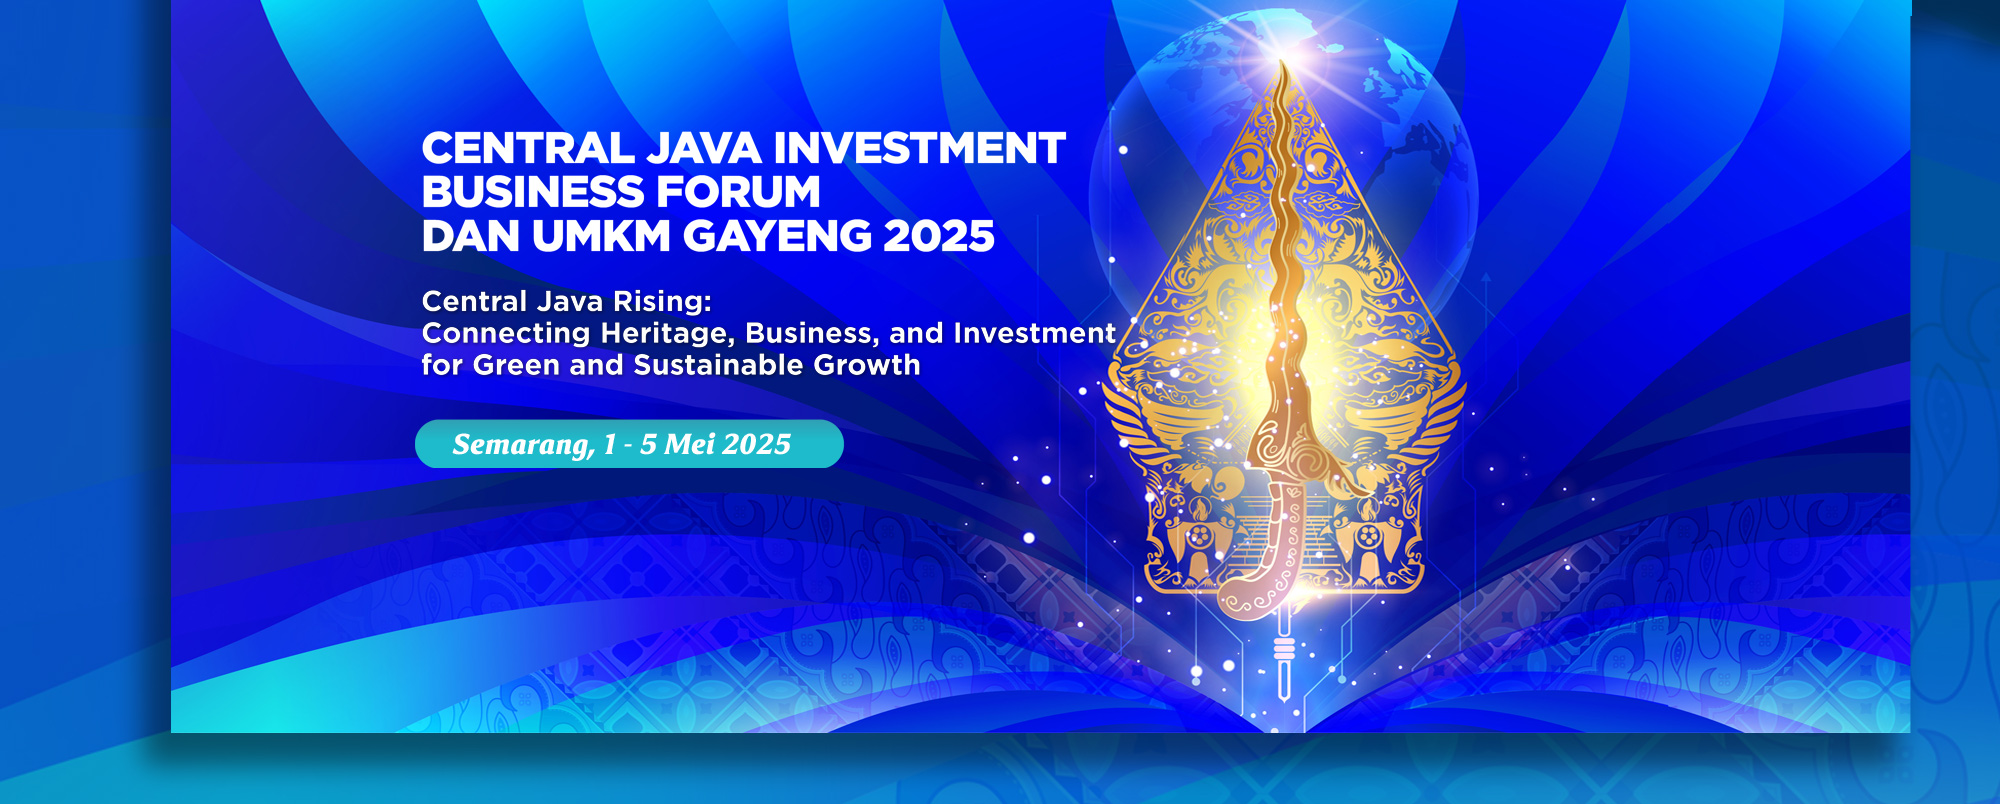 CENTRAL JAVA INVESTMENT
BUSINESS FORUM
DAN UMKM GAYENG 2025
Central Java Rising:
Connecting Heritage, Business, and Investment
for Green and Sustainable Growth
Semarang, 1 - 5 Mei 2025